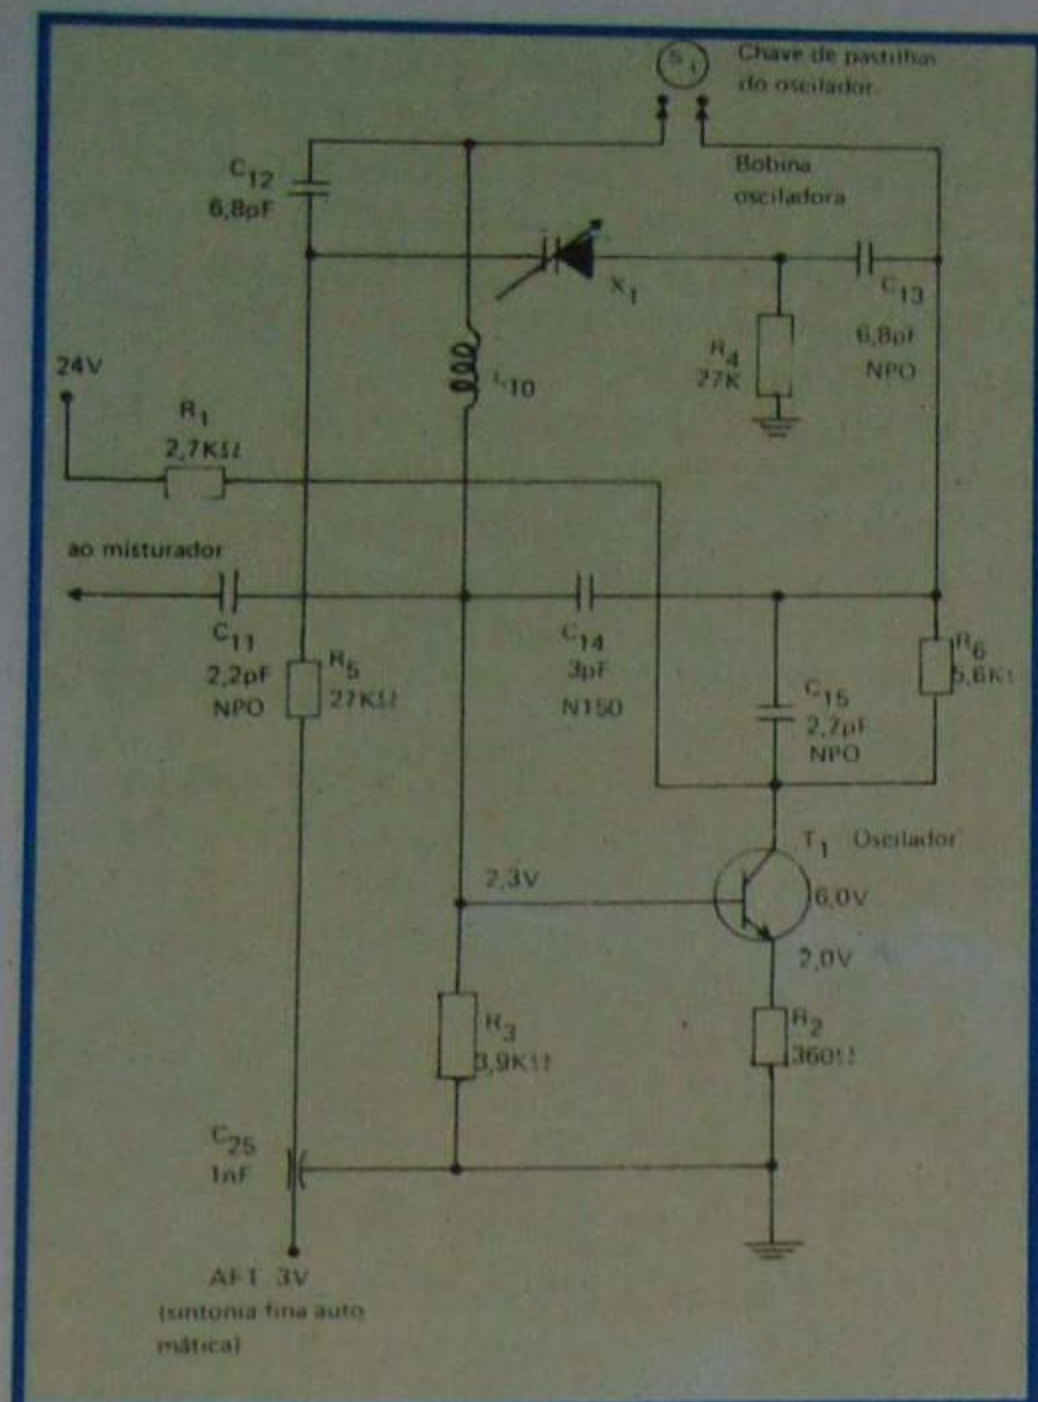 S1
Chave de pastilhas
do oscilador.
C12
6,8pF
Bobina
osciladora
X1
C13
6,8pF
NPO
R4
27K
L10
24V
R1
2,7KΩ
ao misturador
C11
2,2pF
NPO
R5
27KΩ
C14
3pF
N150
R6
5,6K
C15
2,7pF
NPO
T1 Oscilador
2,3V
6,0V
2,0V
R3
3,9KΩ
R2
360Ω
C25
1nF
AFT 3V
(sintonia fina auto
mática)